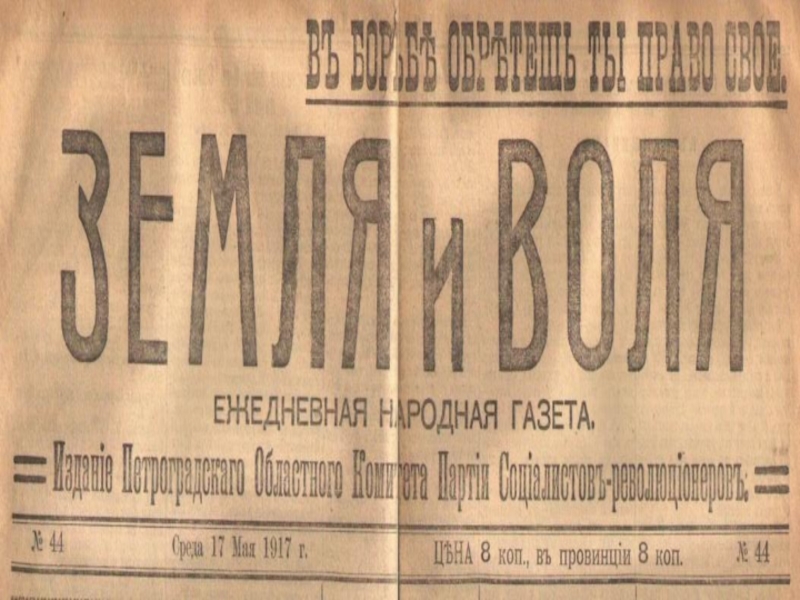 ВЪ БОРЬБѢ ОБРѢТЕШЬ ТЫ ПРАВО СВОЕ.
ЗЕМЛЯ и ВОЛЯ
ЕЖЕДНЕВНАЯ НАРОДНАЯ ГАЗЕТА.
Изданіе Петроградскаго Областного Комитета Партіи Соціалистовъ-революціонеровъ.
№ 44 Среда 17 Мая 1917 г. ЦѢНА 8 коп., въ провинціи 8 коп. № 44